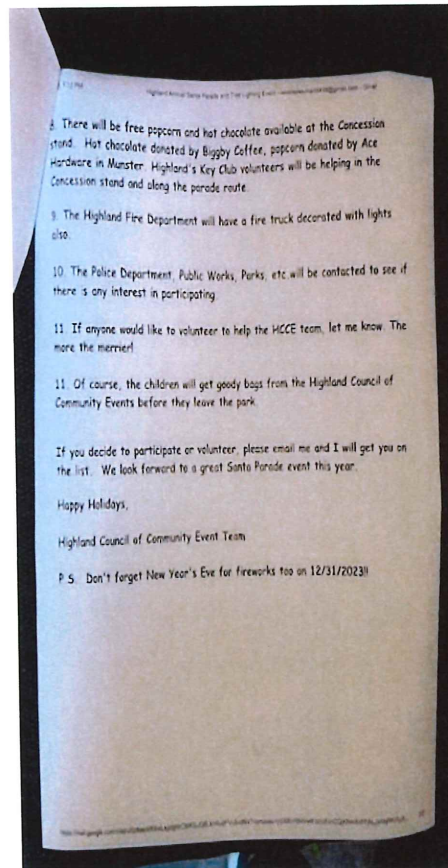 Highland Annual Santa Parade and Tree Lighting Event
8. There will be free popcorn and hot chocolate available at the Concession
stand. Hot chocolate donated by Biggby Coffee, popcorn donated by Ace
Hardware in Munster. Highland's Key Club volunteers will be helping in the
Concession stand and along the parade route.
9. The Highland Fire Department will have a fire truck decorated with lights
also.
10. The Police Department, Public Works, Parks, etc.will be contacted to see if
there is any interest in participating.
11. If anyone would like to volunteer to help the HCCE team, let me know. The
more the merrier!
11. Of course, the children will get goody bags from the Highland Council of
Community Events before they leave the park.
If you decide to participate or volunteer, please email me and I will get you on
the list. We look forward to a great Santa Parade event this year.
Happy Holidays,
Highland Council of Community Event Team
P.S. Don't forget New Year's Eve for fireworks too on 12/31/2023!!